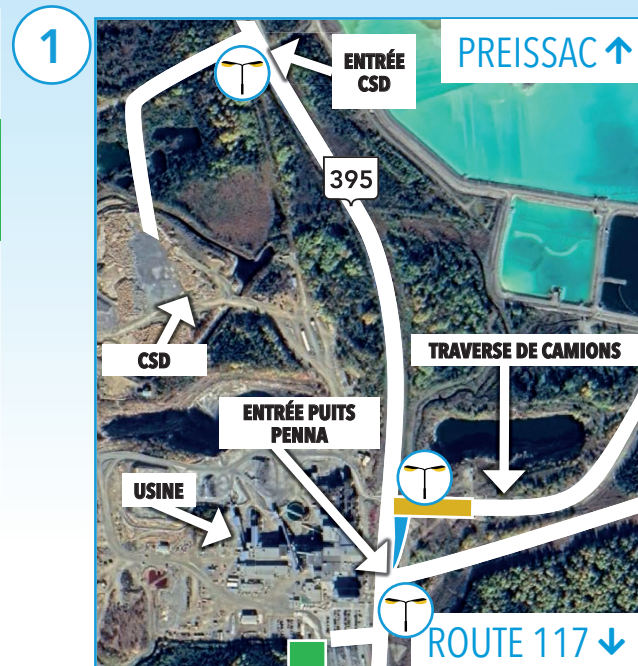 1
PREISSAC ↑
ENTRÉE
CSD
395
CSD
TRAVERSE DE CAMIONS
ENTRÉE PUITS
PENNA
USINE
ROUTE 117 ↓